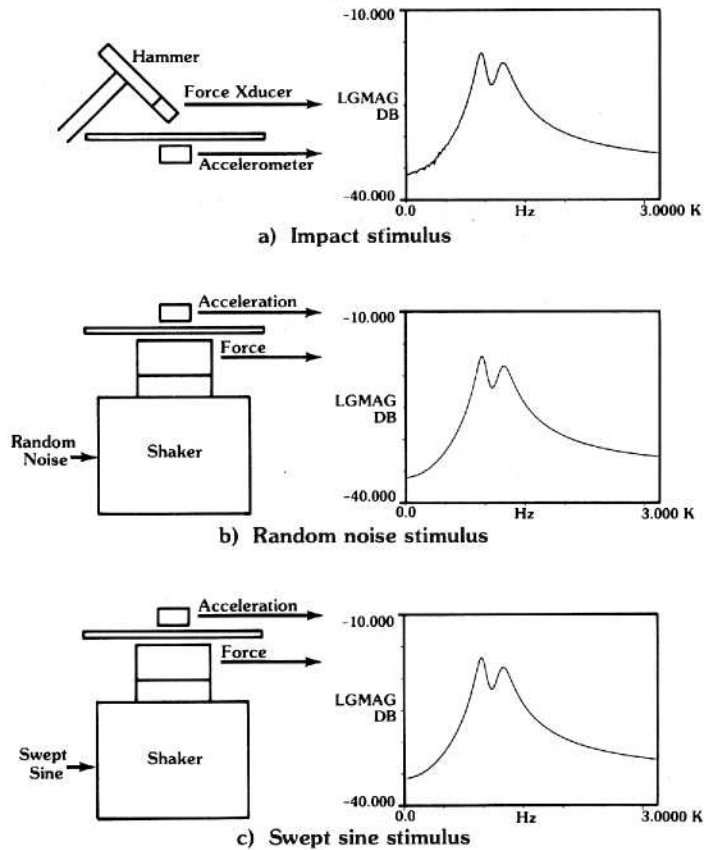 Hammer
Force Xducer
Accelerometer
-10.000
LGMAG
DB
-40.000
0.0
Hz
3.0000 K
a) Impact stimulus
Acceleration
Force
Random
Noise
Shaker
-10.000
LGMAG
DB
-40.000
0.0
Hz
3.000 K
b) Random noise stimulus
Acceleration
Force
Swept
Sine
Shaker
-10.000
LGMAG
DB
-40.000
0.0
Hz
3.0000 K
c) Swept sine stimulus